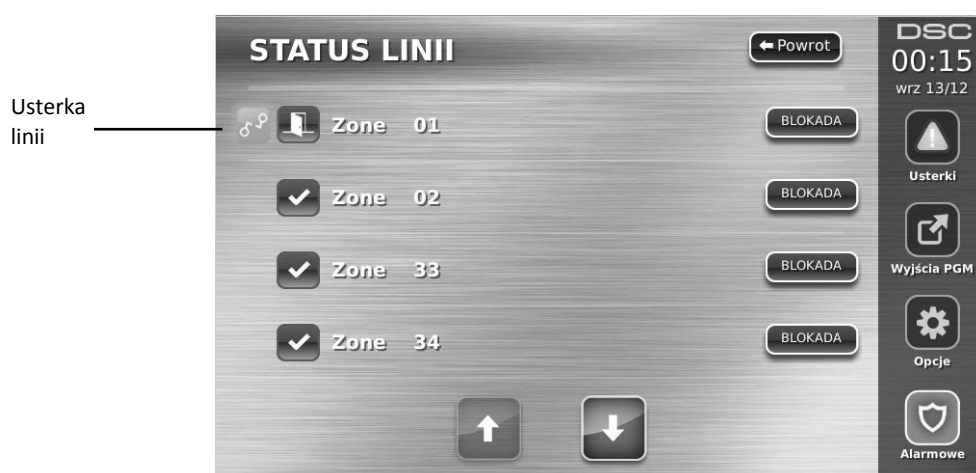 Usterka
linii
STATUS LINII
Powrot
Zone 01 BLOKADA
Zone 02 BLOKADA
Zone 33 BLOKADA
Zone 34 BLOKADA
DSC
00:15
wrz 13/12
Usterki
Wyjścia PGM
Opcje
Alarmowe